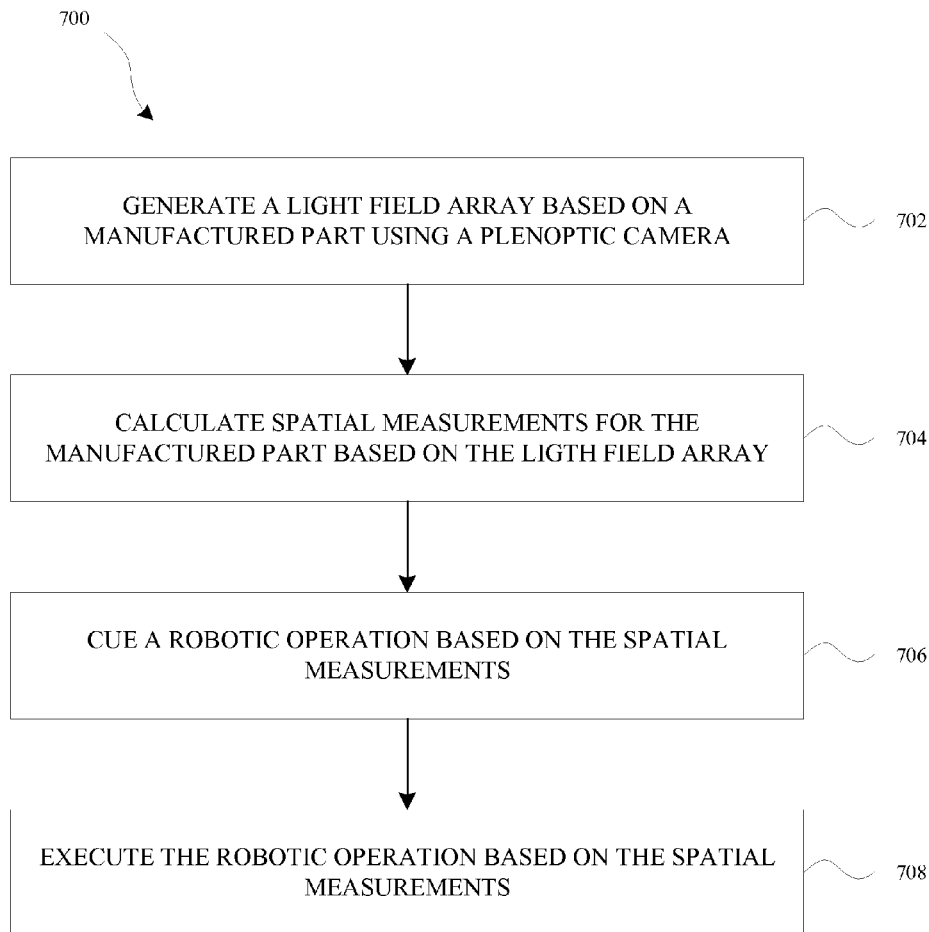 700
GENERATE A LIGHT FIELD ARRAY BASED ON A
MANUFACTURED PART USING A PLENOPTIC CAMERA
702
CALCULATE SPATIAL MEASUREMENTS FOR THE
MANUFACTURED PART BASED ON THE LIGTH FIELD ARRAY
704
CUE A ROBOTIC OPERATION BASED ON THE SPATIAL
MEASUREMENTS
706
EXECUTE THE ROBOTIC OPERATION BASED ON THE SPATIAL
MEASUREMENTS
708